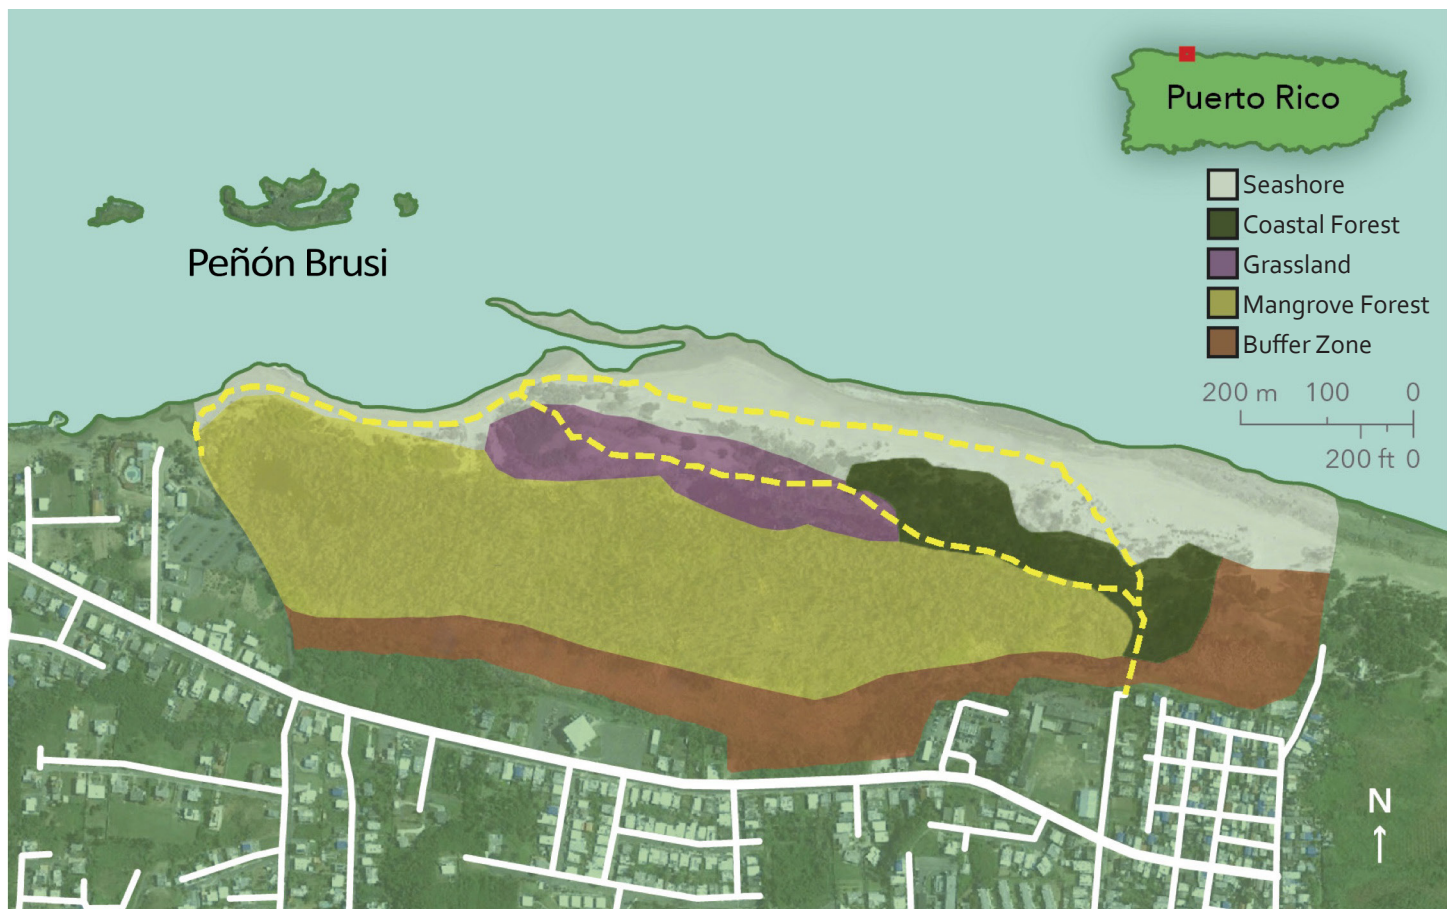 Puerto Rico
Seashore
Coastal Forest
Grassland
Mangrove Forest
Buffer Zone
200 m 100 0
200 ft 0
Peñón Brusi
N